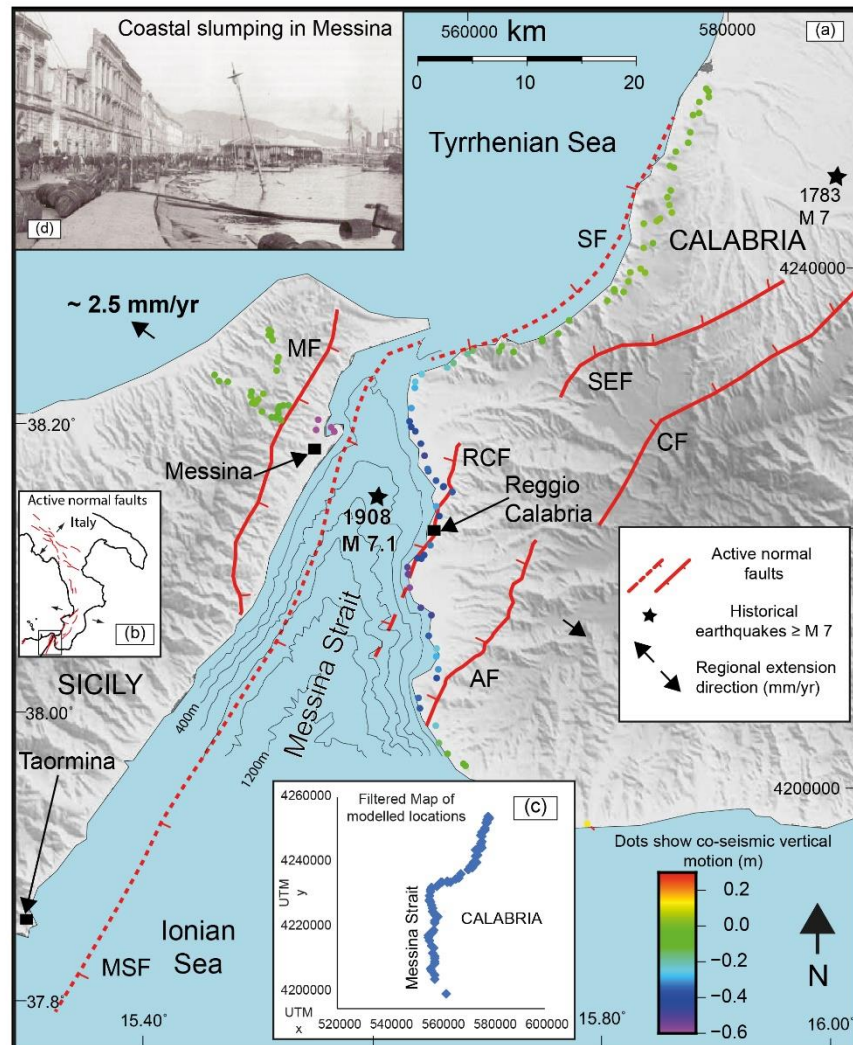 Coastal slumping in Messina
(d)
560000
km
580000
(a)
0
10
20
Tyrrhenian Sea
1783
M 7
SF
CALABRIA
4240000
~ 2.5 mm/yr
MF
SEF
38.20°
CF
RCF
Messina
Reggio
Calabria
1908
M 7.1
Active normal
faults
Italy
(b)
Active normal
faults
Historical
earthquakes ≥ M 7
Regional extension
direction (mm/yr)
Messina Strait
AF
SICILY
400m
38.00°
1200m
Taormina
4200000
Filtered Map of
modelled locations
(c)
4260000
4240000
4220000
4200000
UTM
y
Messina Strait
CALABRIA
UTM
x
520000
540000
560000
580000
600000
Dots show co-seismic vertical
motion (m)
0.2
0.0
−0.2
−0.4
−0.6
N
Ionian
Sea
MSF
37.8°
15.40
15.80
16.00